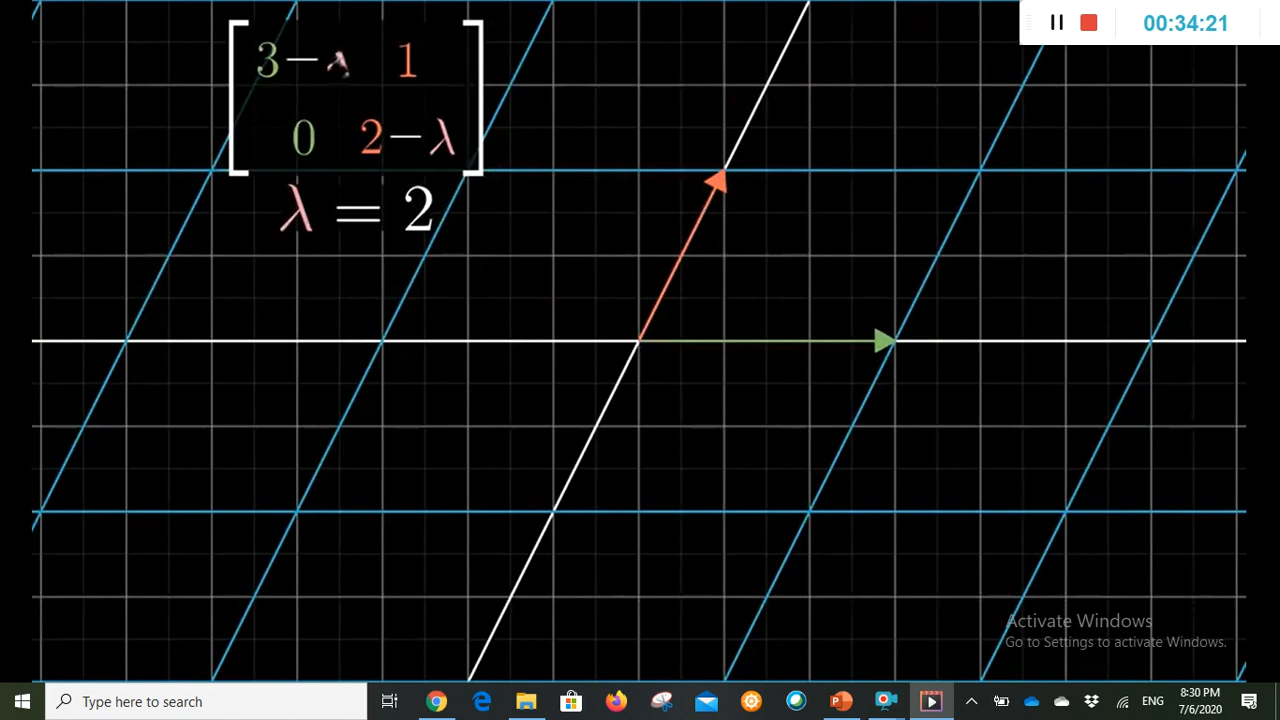 00:34:21
3−λ 1
0 2−λ
λ = 2
Activate Windows
Go to Settings to activate Windows.
Type here to search
ENG
8:30 PM
7/6/2020